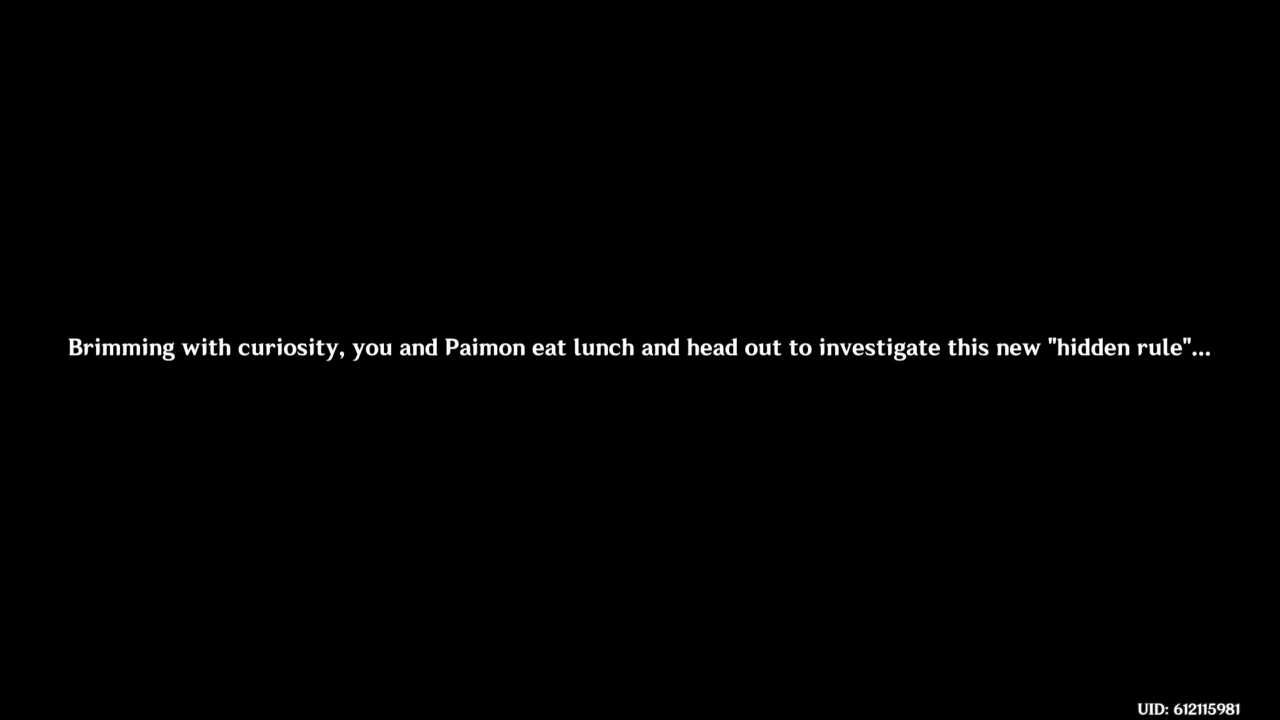 Brimming with curiosity, you and Paimon eat lunch and head out to investigate this new "hidden rule"...
UID: 612115981